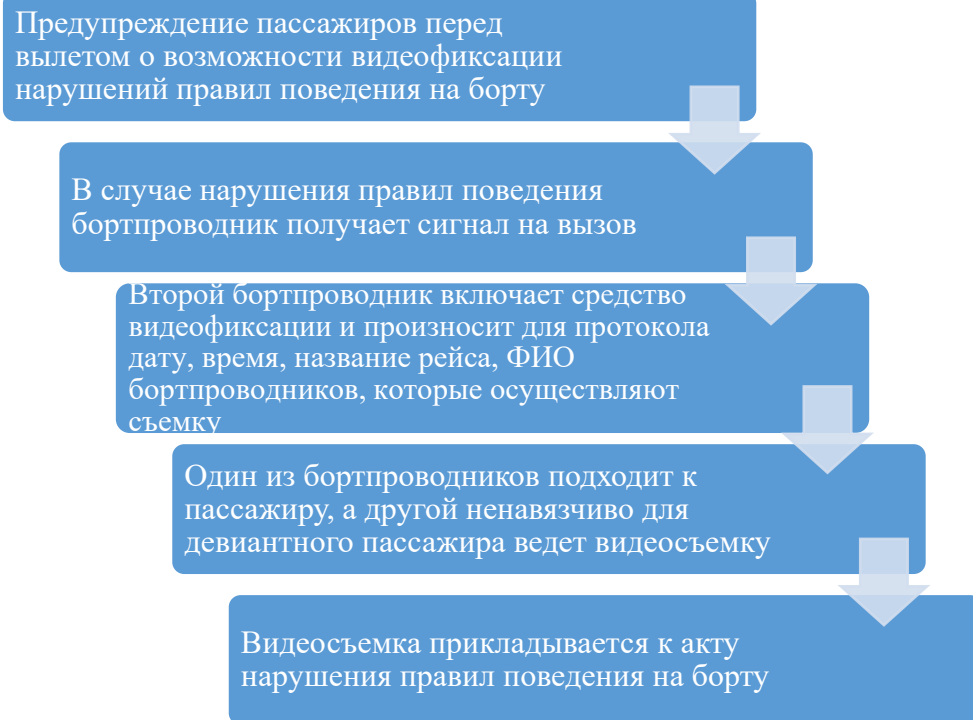 Предупреждение пассажиров перед
вылетом о возможности видеофиксации
нарушений правил поведения на борту
В случае нарушения правил поведения
бортпроводник получает сигнал на вызов
Второй бортпроводник включает средство
видеофиксации и произносит для протокола
дату, время, название рейса, ФИО
бортпроводников, которые осуществляют
съемку
Один из бортпроводников подходит к
пассажиру, а другой ненавязчиво для
девиантного пассажира ведет видеосъемку
Видеосъемка прикладывается к акту
нарушения правил поведения на борту